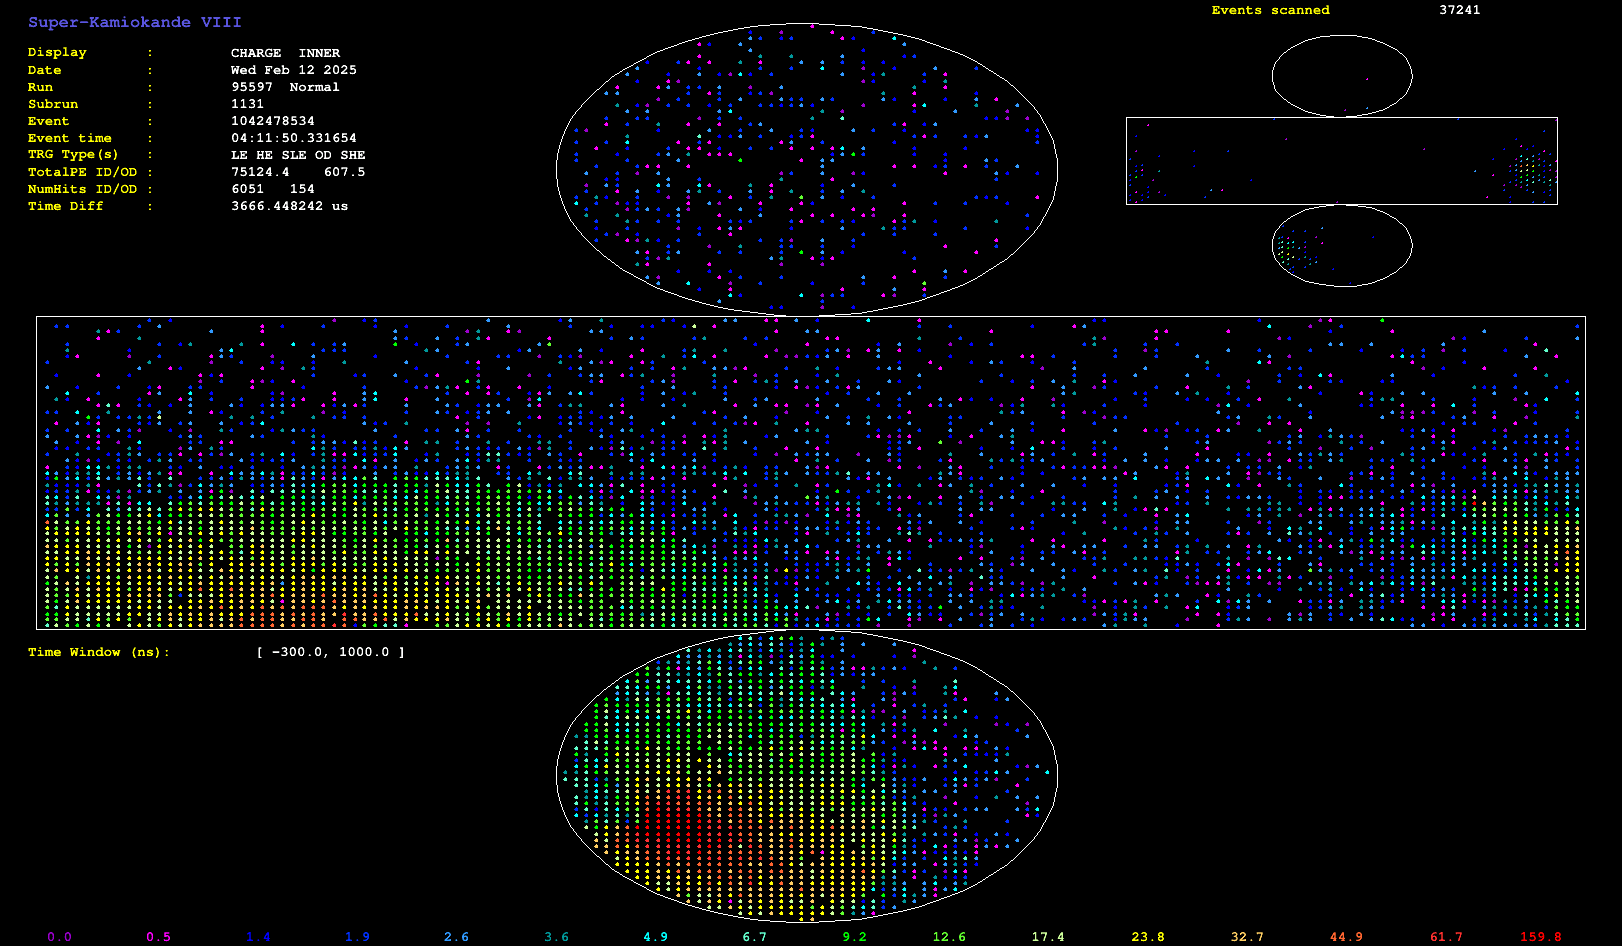 Super-Kamiokande VIII
Events scanned 37241
Display : CHARGE INNER
Date : Wed Feb 12 2025
Run : 95597 Normal
Subrun : 1131
Event : 1042478534
Event time : 04:11:50.331654
TRG Type(s) : LE HE SLE OD SHE
TotalPE ID/OD : 75124.4 607.5
NumHits ID/OD : 6051 154
Time Diff : 3666.448242 us
Time Window (ns): [ -300.0, 1000.0 ]
0.0 0.5 1.4 1.9 2.6 3.6 4.9 6.7 9.2 12.6 17.4 23.8 32.7 44.9 61.7 159.8